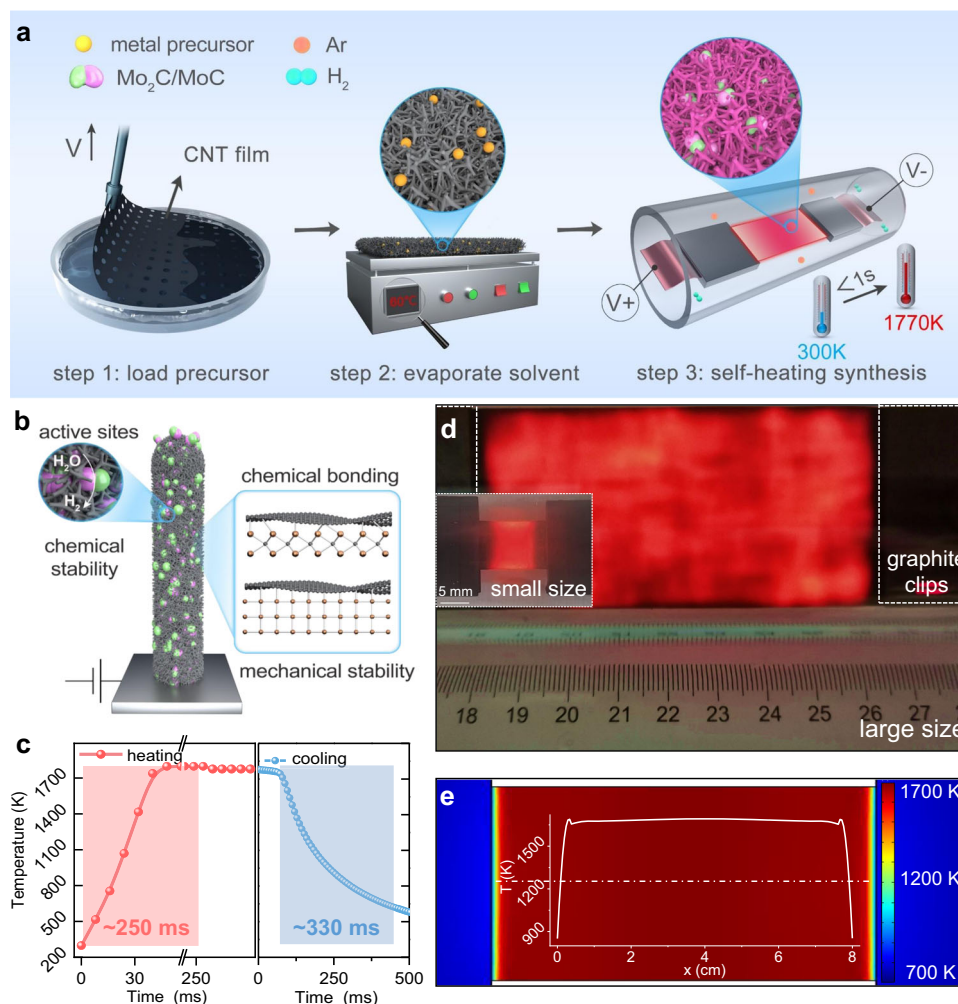 a
metal precursor
Ar
Mo2C/MoC
H2
V
CNT film
80°C
V-
V+
<1s
300K
1770K
step 1: load precursor
step 2: evaporate solvent
step 3: self-heating synthesis
b
active sites
H2O
H2
chemical
stability
chemical bonding
mechanical stability
d
small size
5 mm
graphite
clips
18 19 20 21 22 23 24 25 26 27
large size
c
heating
cooling
Temperature (K)
1700
1400
1100
800
500
200
~250 ms
~330 ms
0 30 250 0 250 500
Time (ms)
Time (ms)
e
T (K)
1500
1200
900
0 2 4 6 8
x (cm)
1700 K
1200 K
700 K